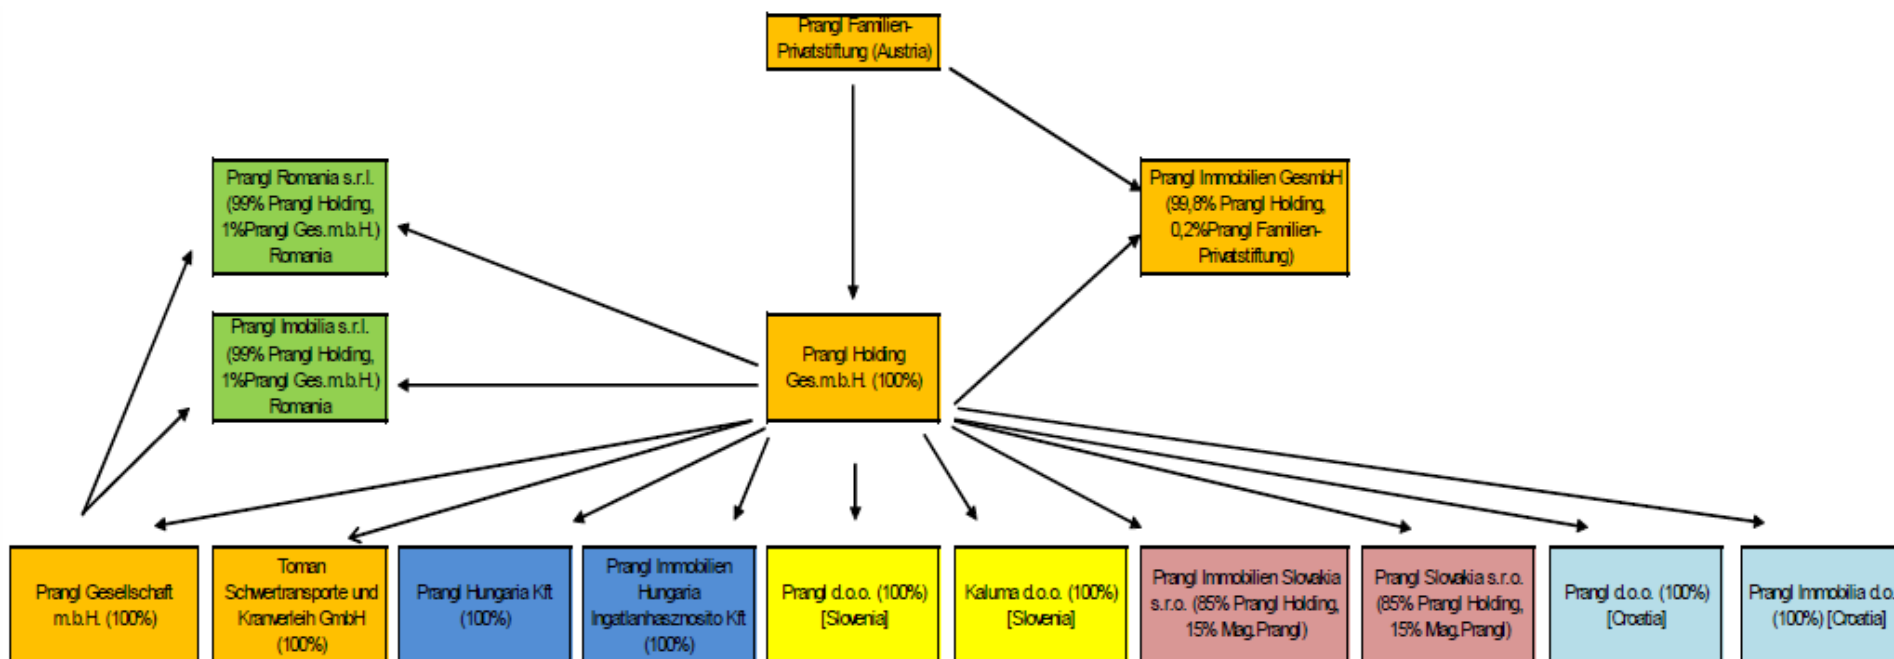 Prangl Familien-
Privatstiftung (Austria)
Prangl Romania s.r.l.
(99% Prangl Holding,
1%Prangl Ges.m.b.H.)
Romania
Prangl Immobilien GesmbH
(99,8% Prangl Holding,
0,2%Prangl Familien-
Privatstiftung)
Prangl Imobilia s.r.l.
(99% Prangl Holding,
1%Prangl Ges.m.b.H.)
Romania
Prangl Holding
Ges.m.b.H. (100%)
Prangl Gesellschaft
m.b.H. (100%)
Toman
Schwertransporte und
Kranverleih GmbH
(100%)
Prangl Hungaria Kft
(100%)
Prangl Immobilien
Hungaria
Ingatlanhasznosito Kft
(100%)
Prangl d.o.o. (100%)
[Slovenia]
Kaluma d.o.o. (100%)
[Slovenia]
Prangl Immobilien Slovakia
s.r.o. (85% Prangl Holding,
15% Mag.Prangl)
Prangl Slovakia s.r.o.
(85% Prangl Holding,
15% Mag.Prangl)
Prangl d.o.o. (100%)
[Croatia]
Prangl Immobilia d.o.
(100%) [Croatia]